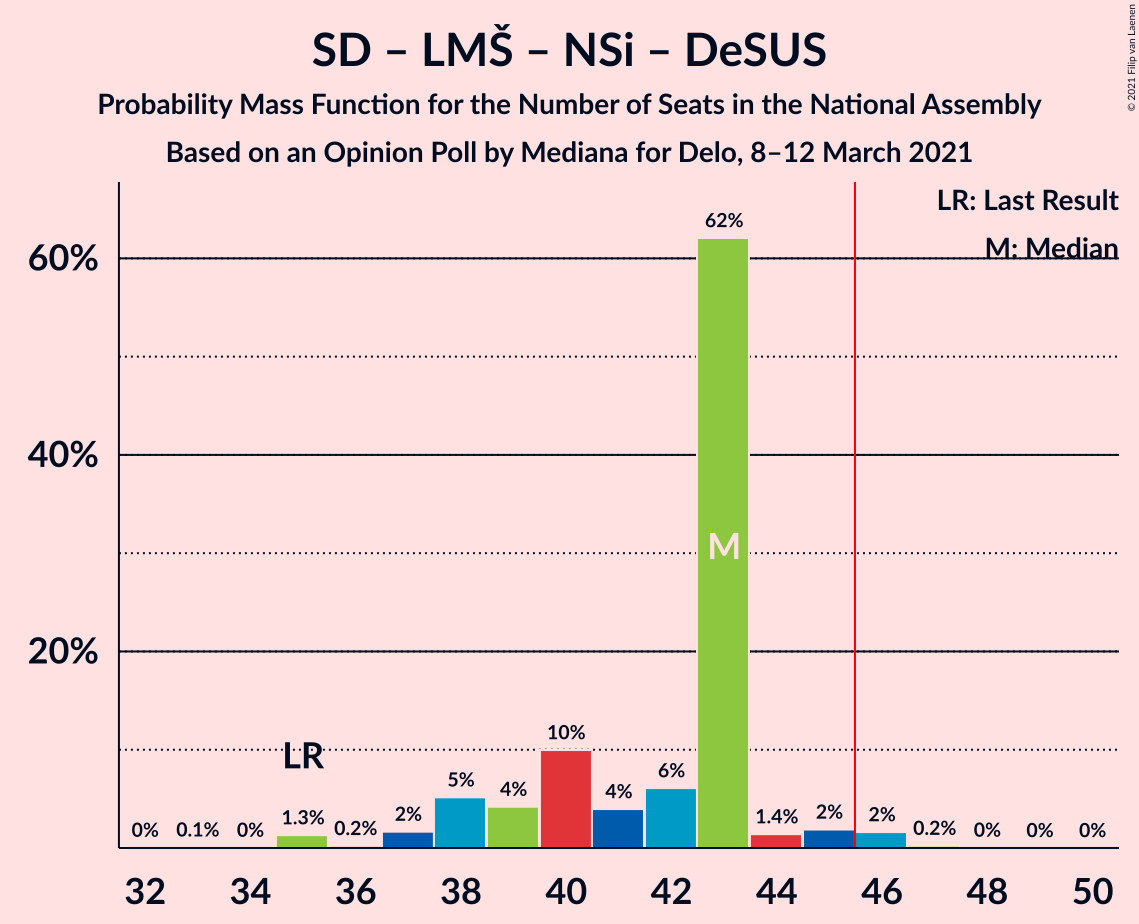 SD – LMŠ – NSi – DeSUS
Probability Mass Function for the Number of Seats in the National Assembly
Based on an Opinion Poll by Mediana for Delo, 8–12 March 2021
© 2021 Filip van Laenen
LR: Last Result
M: Median
60%
40%
20%
0% 0.1% 0% 1.3% 0.2% 2% 5% 4% 10% 4% 6% 62% 1.4% 2% 2% 0.2% 0% 0% 0%
LR
M
32 34 36 38 40 42 44 46 48 50